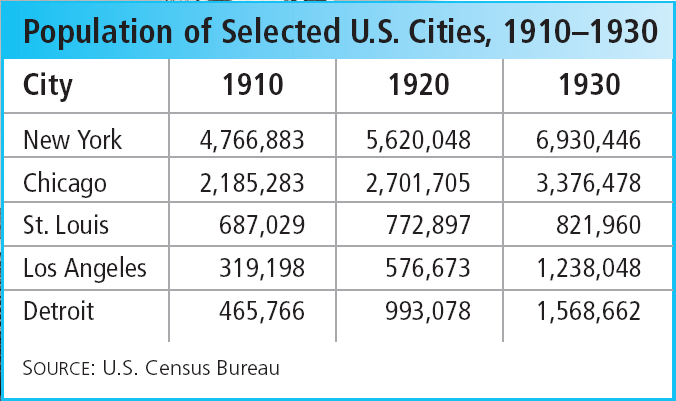 Population of Selected U.S. Cities, 1910–1930
City 1910 1920 1930
New York 4,766,883 5,620,048 6,930,446
Chicago 2,185,283 2,701,705 3,376,478
St. Louis 687,029 772,897 821,960
Los Angeles 319,198 576,673 1,238,048
Detroit 465,766 993,078 1,568,662
SOURCE: U.S. Census Bureau